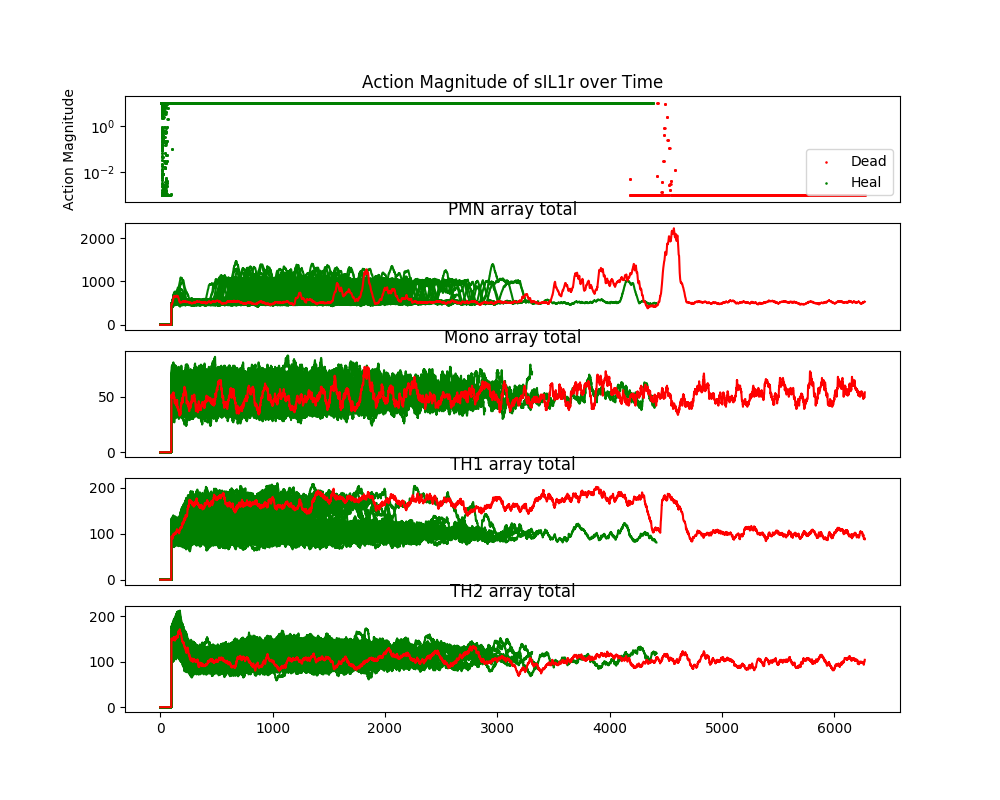 Action Magnitude of sIL1r over Time
Action Magnitude
10^0
10^-2
Dead
Heal
PMN array total
2000
1000
0
Mono array total
50
0
TH1 array total
200
100
0
TH2 array total
200
100
0
0 1000 2000 3000 4000 5000 6000